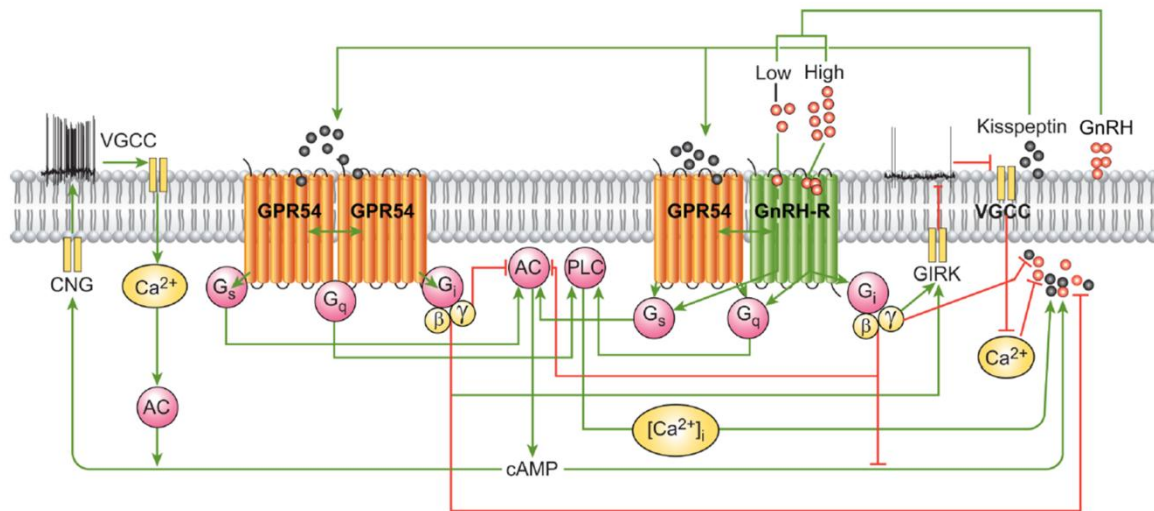 Low High
Kisspeptin GnRH
VGCC
GPR54 GPR54
GPR54 GnRH-R
VGCC
CNG
Ca²⁺
Gs
Gq
Gi
β γ
AC PLC
Gs
Gq
Gi
β γ
GIRK
Ca²⁺
AC
[Ca²⁺]i
cAMP